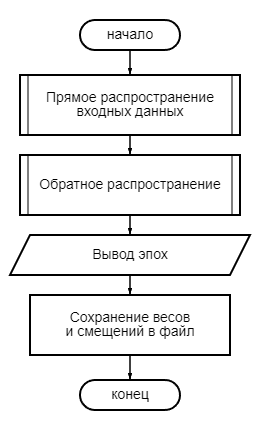 начало
Прямое распространение
входных данных
Обратное распространение
Вывод эпох
Сохранение весов
и смещений в файл
конец